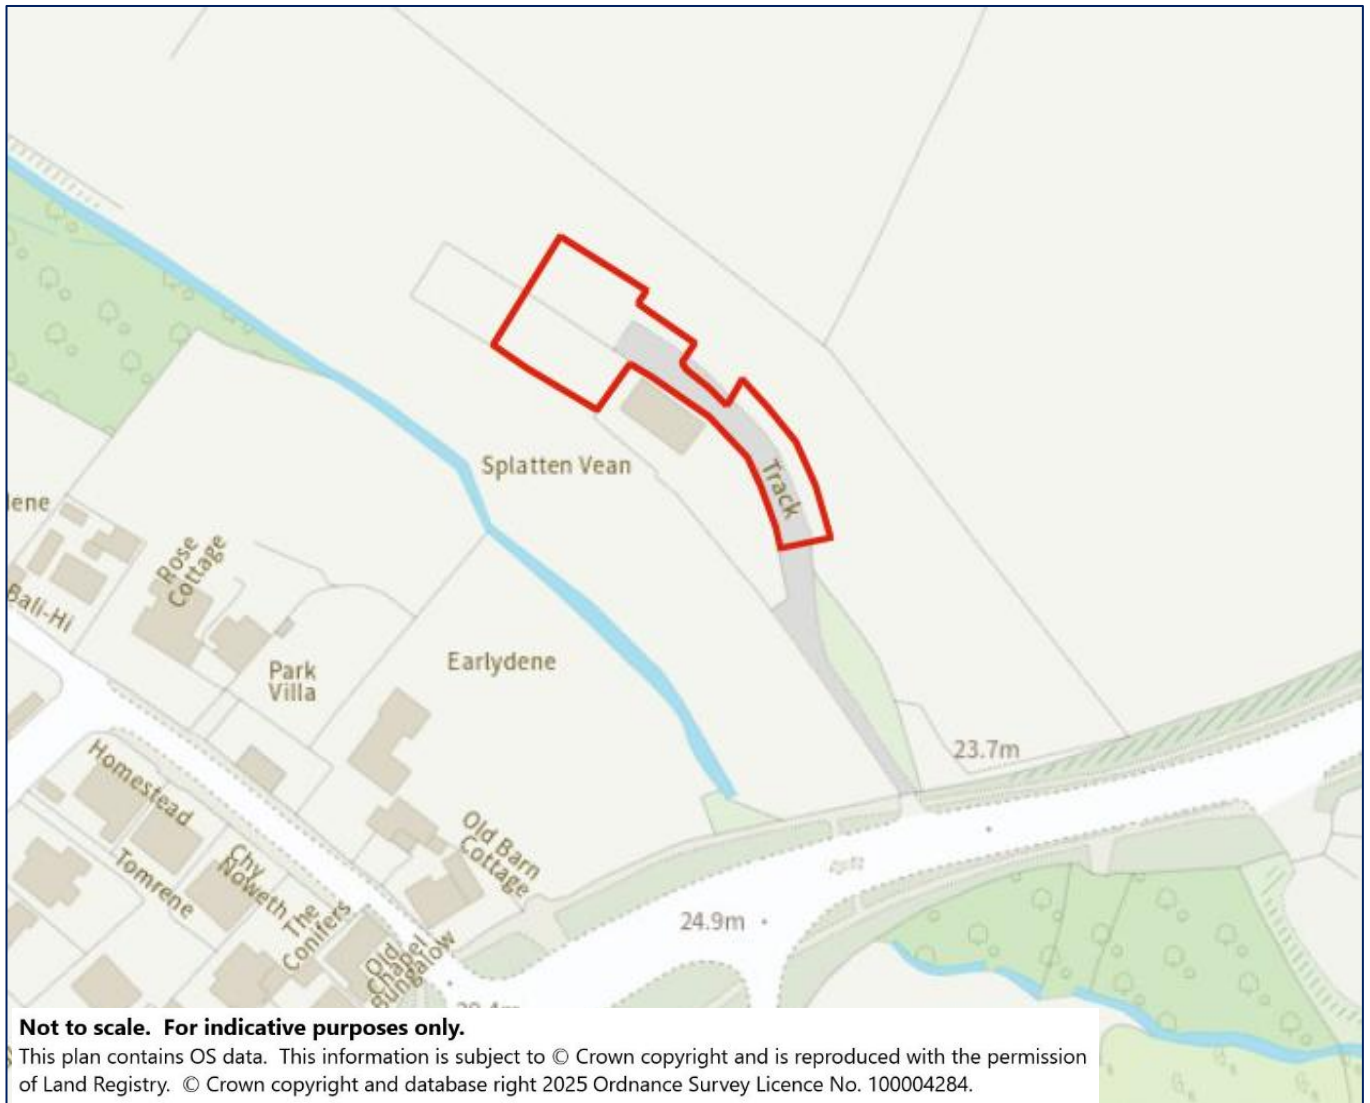 Splatten Vean
Track
Rose
Cottage
Park
Villa
Earlydene
23.7m
Homestead
Tomrene
Chy
Noweth
The
Conifers
Old Barn
Cottage
Old
Chapel
Bungalow
24.9m
Not to scale. For indicative purposes only.
This plan contains OS data. This information is subject to © Crown copyright and is reproduced with the permission
of Land Registry. © Crown copyright and database right 2025 Ordnance Survey Licence No. 100004284.